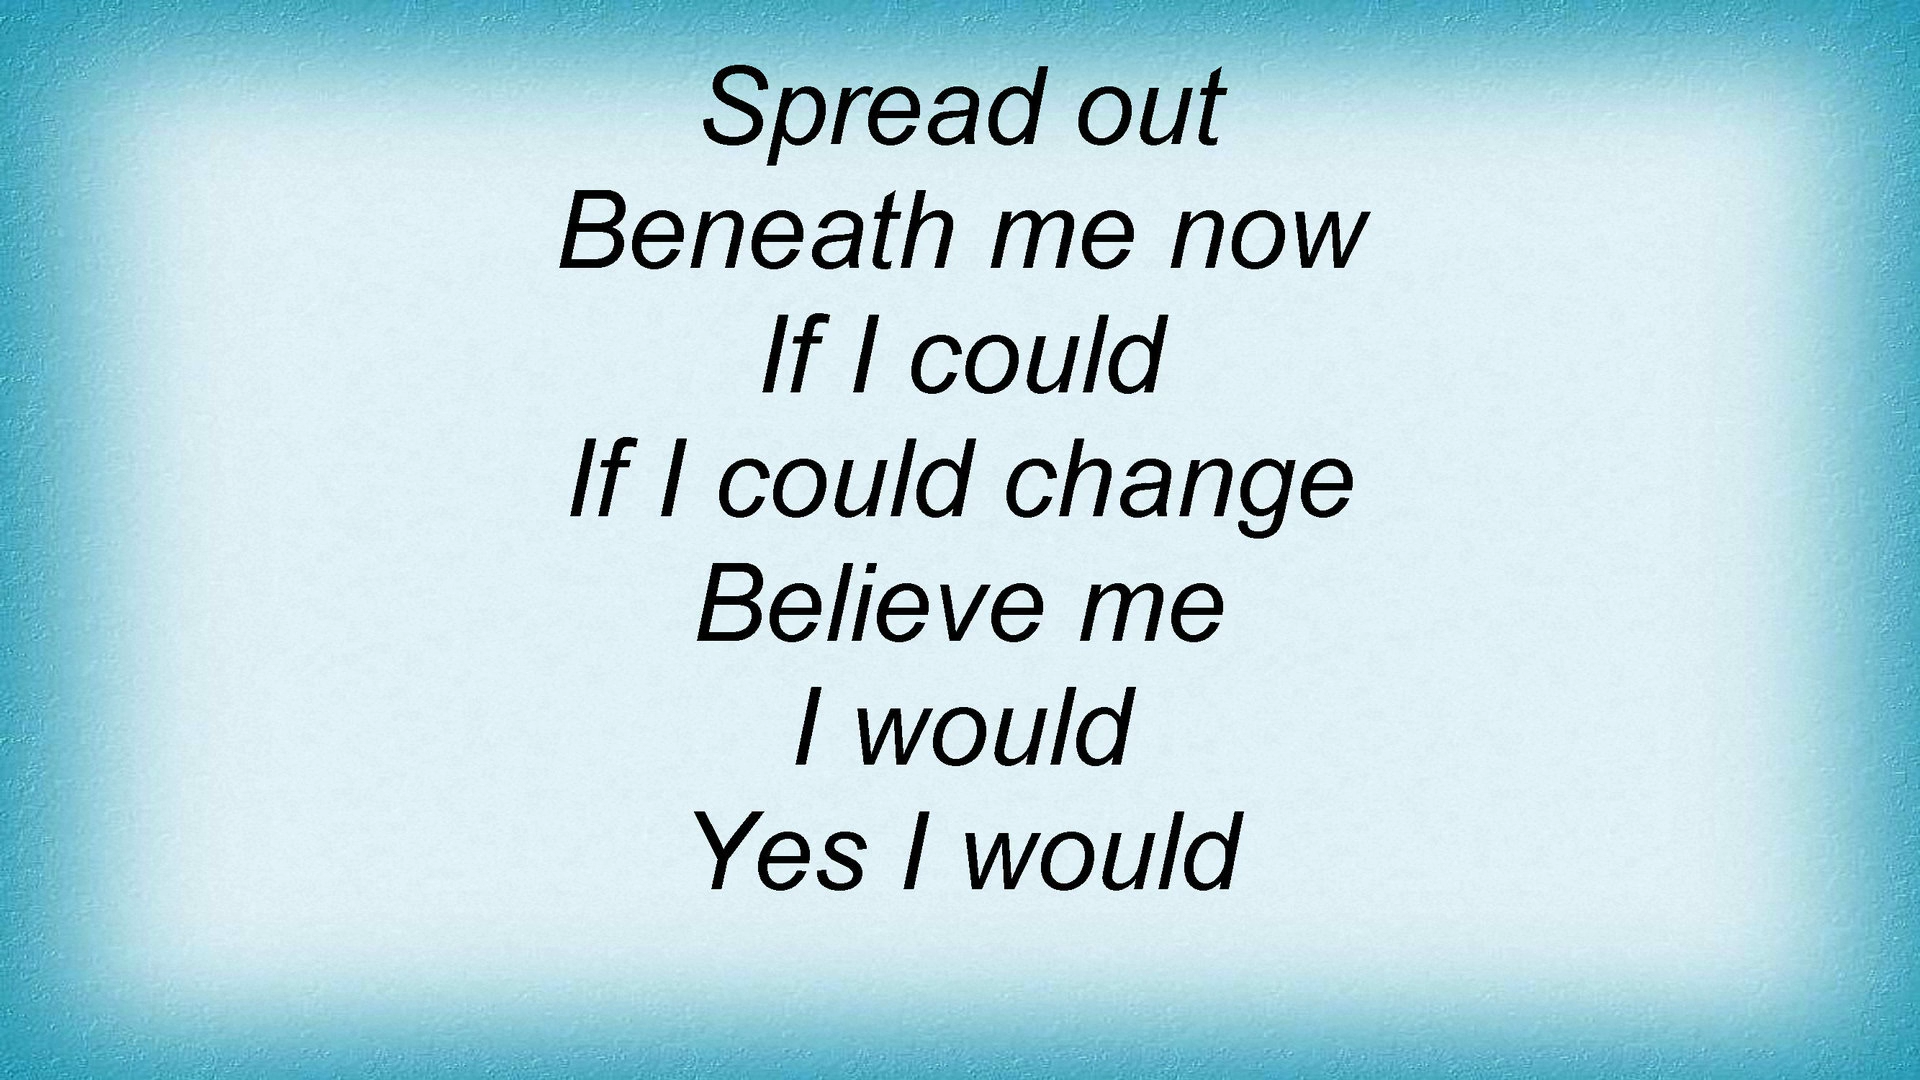 Spread out
Beneath me now
If I could
If I could change
Believe me
I would
Yes I would